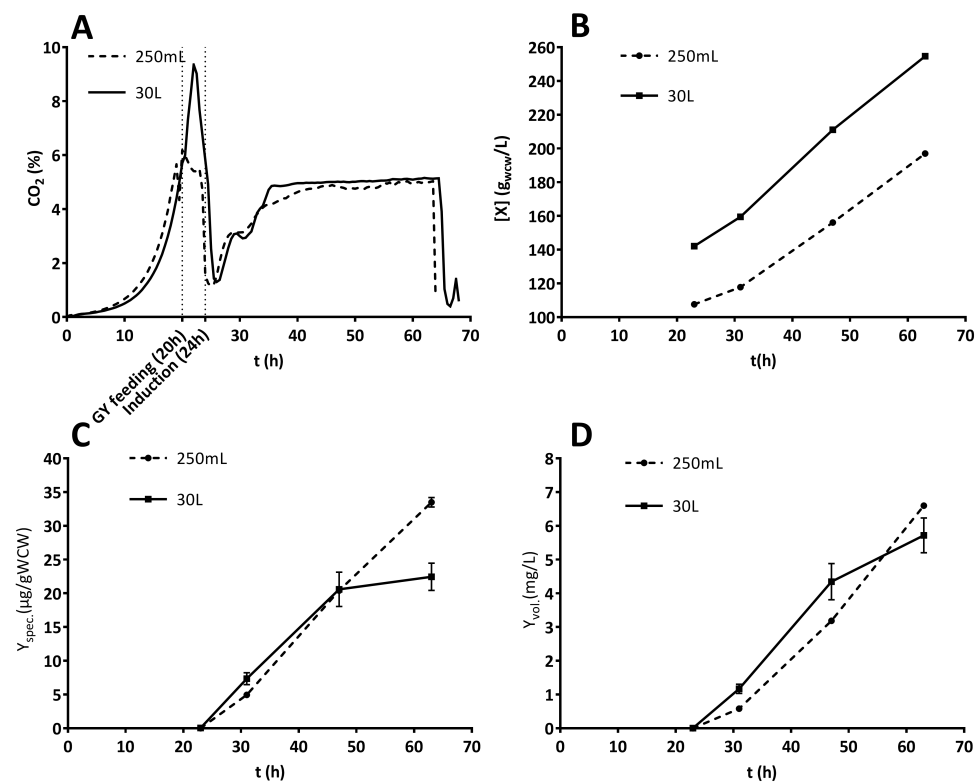 A
250mL
30L
10
8
6
4
2
0
CO2 (%)
0 10 20 30 40 50 60 70
t (h)
GY feeding (20h)
Induction (24h)
B
250mL
30L
260
240
220
200
180
160
140
120
100
[X] (gwcw/L)
0 10 20 30 40 50 60 70
t(h)
C
250mL
30L
40
35
30
25
20
15
10
5
0
Yspec.(µg/gWCW)
0 10 20 30 40 50 60 70
t (h)
D
250mL
30L
8
7
6
5
4
3
2
1
0
Yvol.(mg/L)
0 10 20 30 40 50 60 70
t (h)